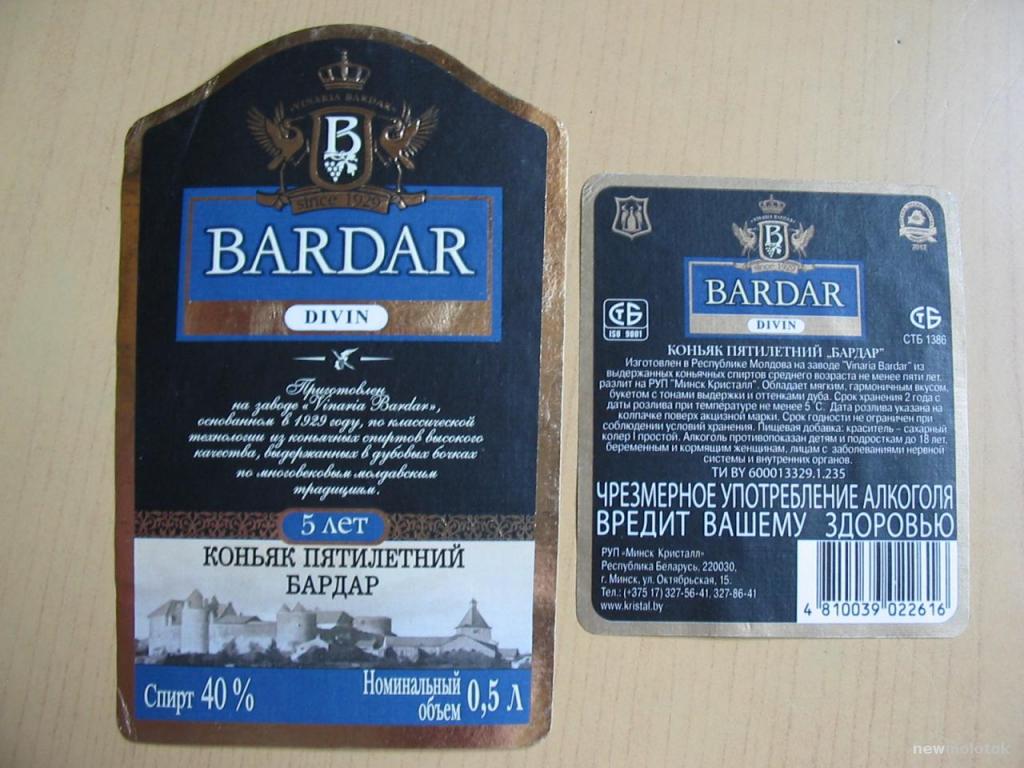 VINARIA BARDAR
B
since 1929
BARDAR
DIVIN
Приготовлен
на заводе «Vinaria Bardar»,
основанном в 1929 году, по классической
технологии из коньячных спиртов высокого
качества, выдержанных в дубовых бочках
по многовековым молдавским
традициям.
5 лет
КОНЬЯК ПЯТИЛЕТНИЙ
БАРДАР
Спирт 40 %
Номинальный
объем 0,5 Л
VINARIA BARDAR
B
since 1929
BARDAR
DIVIN
СТБ
ISO 9001
2012
СТБ
СТБ 1386
КОНЬЯК ПЯТИЛЕТНИЙ „БАРДАР"
Изготовлен в Республике Молдова на заводе "Vinaria Bardar" из
выдержанных коньячных спиртов среднего возраста не менее пяти лет,
разлит на РУП "Минск Кристалл". Обладает мягким, гармоничным вкусом,
букетом с тонами выдержки и оттенками дуба. Срок хранения 2 года с
даты розлива при температуре не менее 5°С. Дата розлива указана на
колпачке поверх акцизной марки. Срок годности не ограничен при
соблюдении условий хранения. Пищевая добавка: краситель – сахарный
колер I простой. Алкоголь противопоказан детям и подросткам до 18 лет,
беременным и кормящим женщинам, лицам с заболеваниями нервной
системы и внутренних органов.
ТИ BY 600013329.1.235
ЧРЕЗМЕРНОЕ УПОТРЕБЛЕНИЕ АЛКОГОЛЯ
ВРЕДИТ ВАШЕМУ ЗДОРОВЬЮ
РУП «Минск Кристалл»
Республика Беларусь, 220030,
г. Минск, ул. Октябрьская, 15.
Тел.: (+375 17) 327-56-41, 327-86-41
www.kristal.by
4 810039 022616
newmolotok